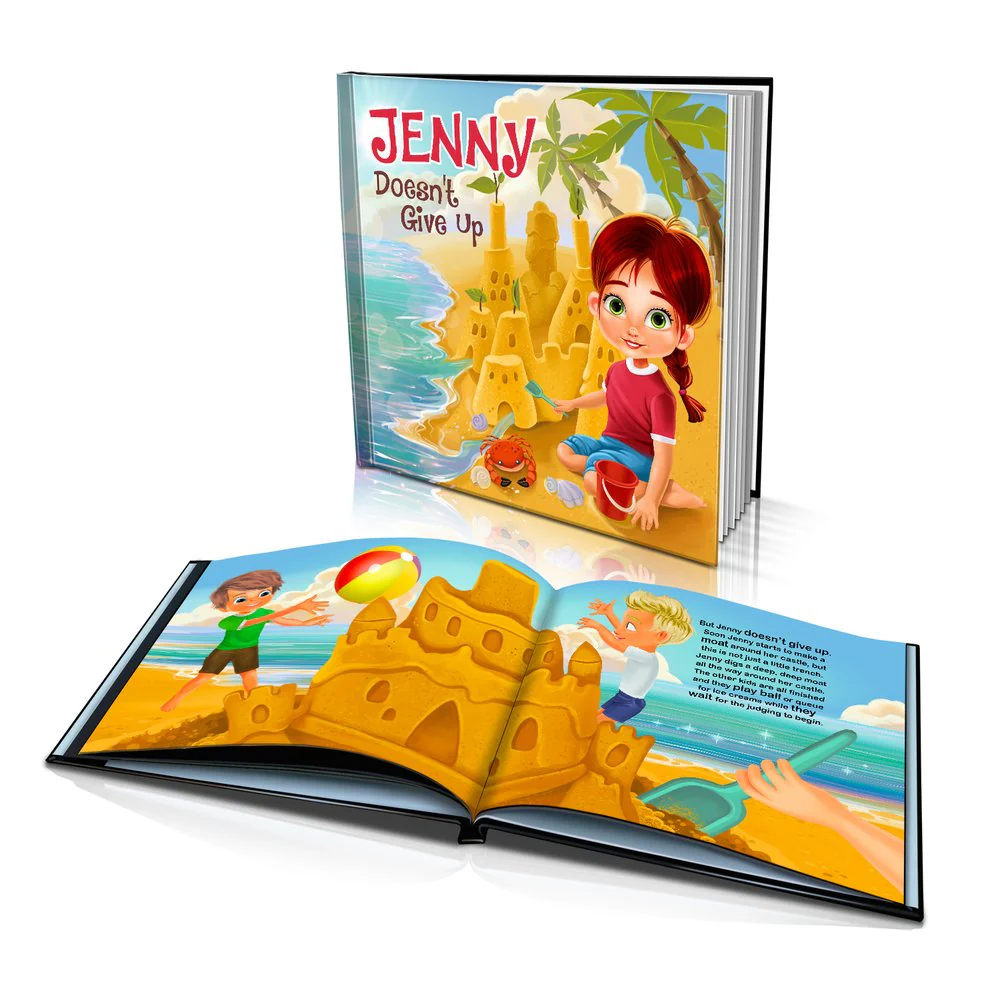 JENNY
Doesn't
Give Up
But Jenny doesn't give up.
Soon Jenny starts to make a
moat around her castle, but
this is not just a little trench.
Jenny digs a deep, deep moat
all the way around her castle.
The other kids are all finished
and they play ball or queue
for ice creams while they
wait for the judging to begin.